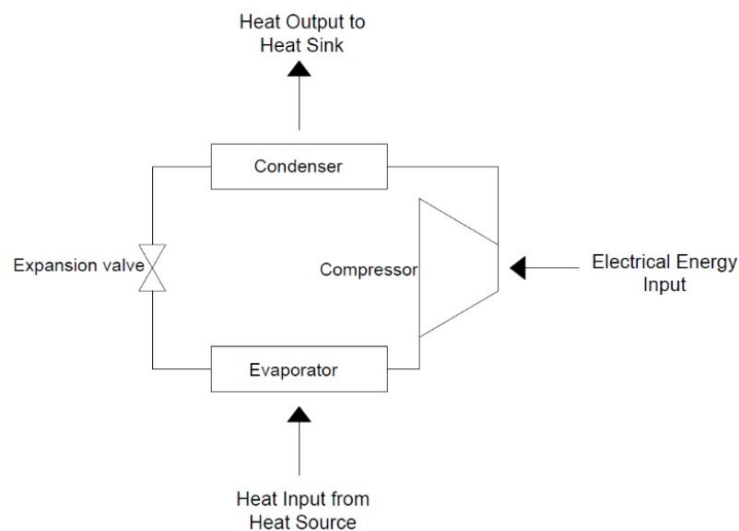 Heat Output to
Heat Sink
Condenser
Expansion valve
Compressor
Electrical Energy
Input
Evaporator
Heat Input from
Heat Source